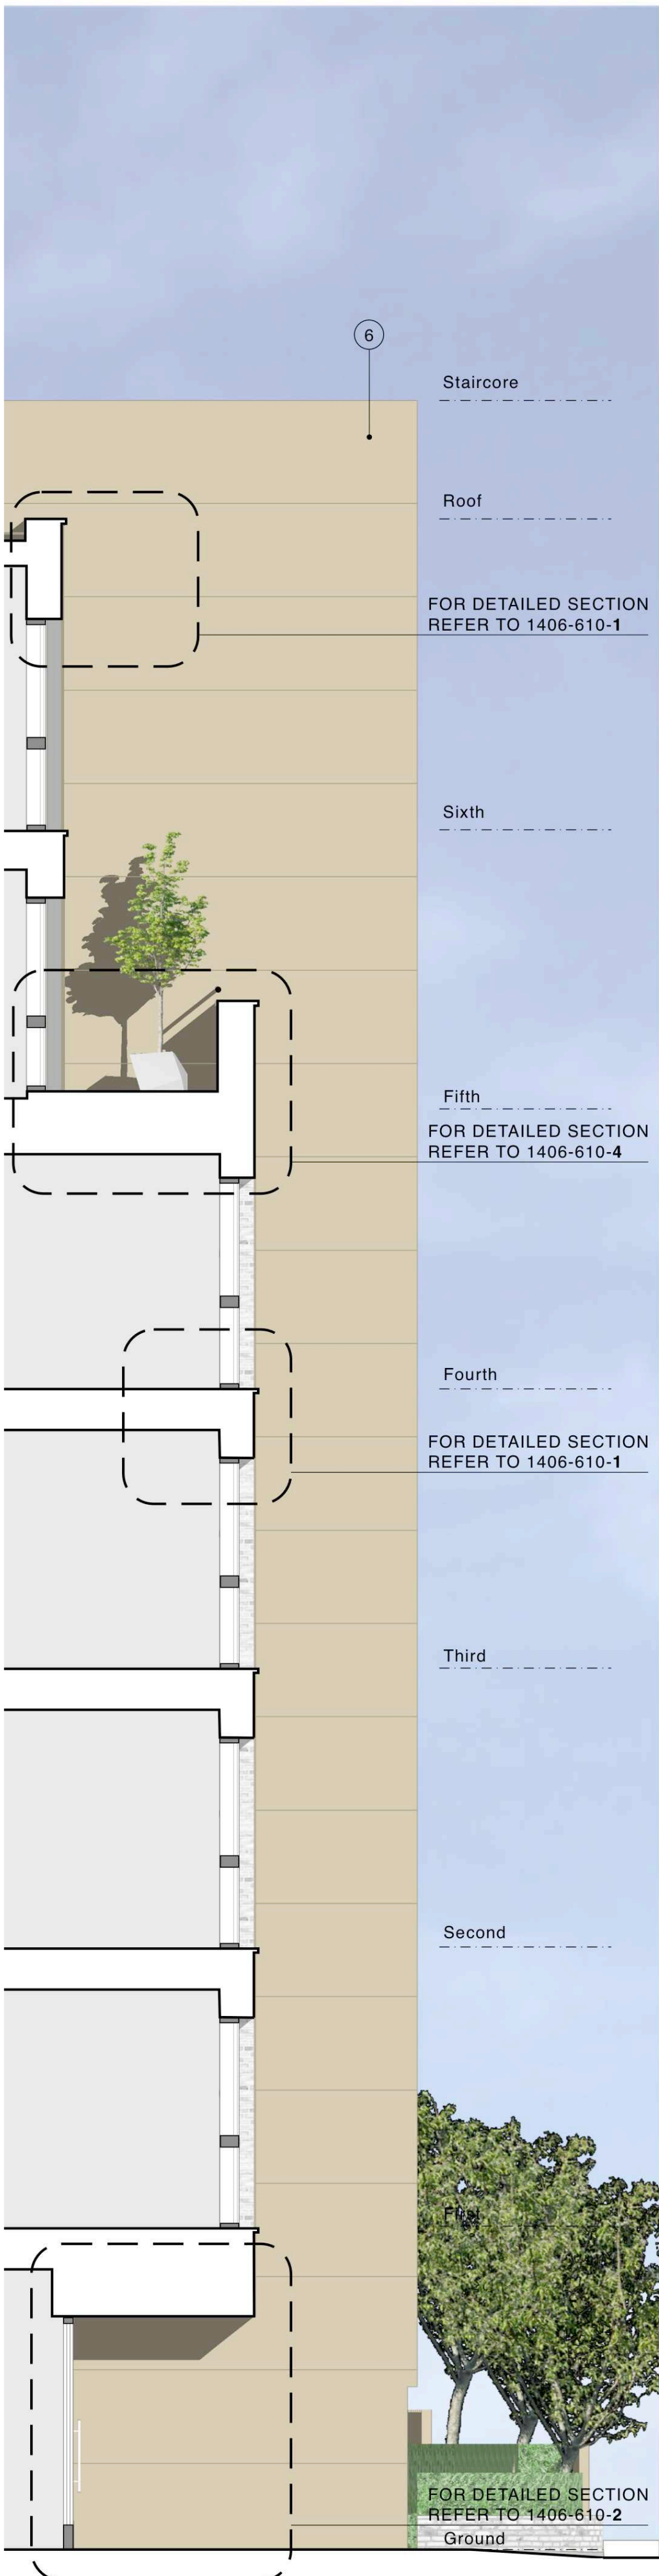 6
Staircore
Roof
FOR DETAILED SECTION
REFER TO 1406-610-1
Sixth
Fifth
FOR DETAILED SECTION
REFER TO 1406-610-4
Fourth
FOR DETAILED SECTION
REFER TO 1406-610-1
Third
Second
First
FOR DETAILED SECTION
REFER TO 1406-610-2
Ground